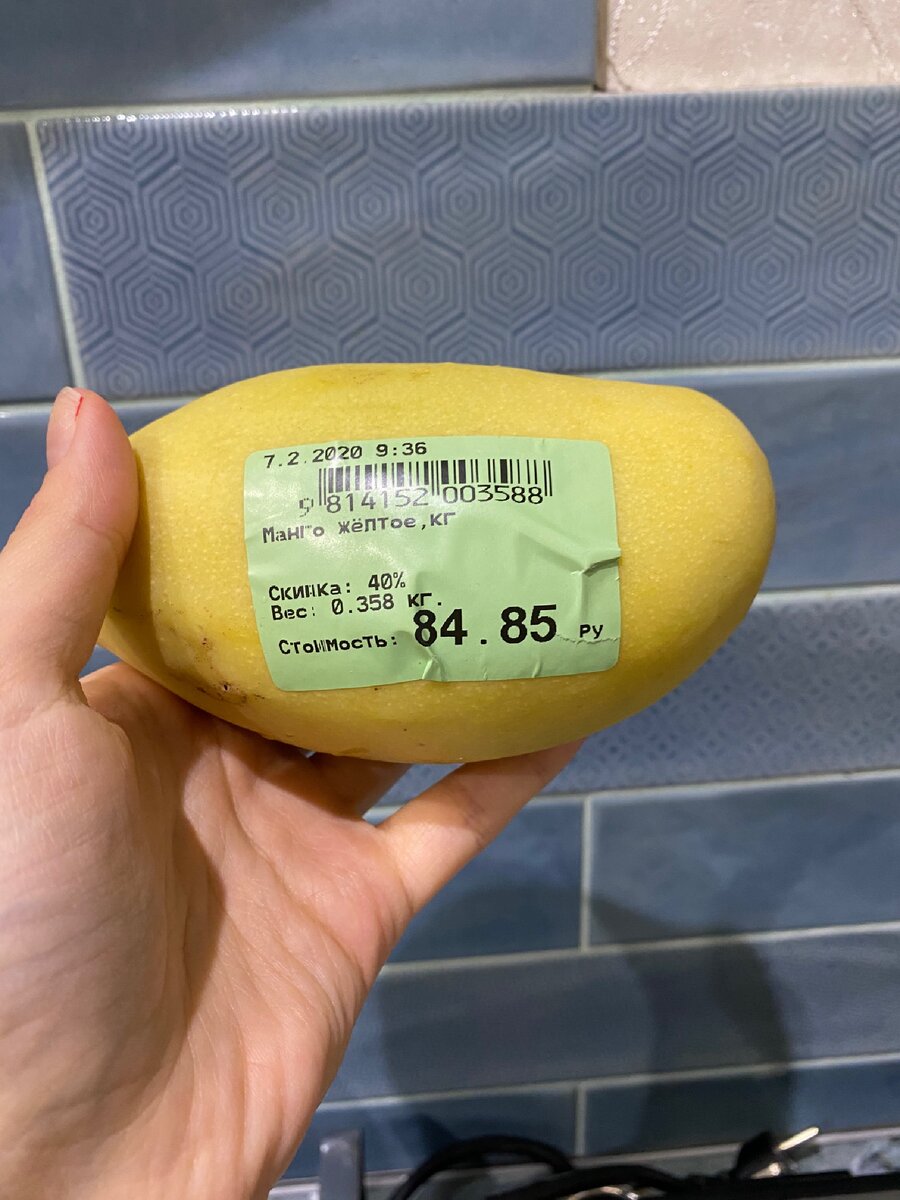 7.2.2020 9:36
9 814152 003588
Манго жёлтое,кг
Скидка: 40%
Вес: 0.358 кг.
Стоимость: 84.85 Ру